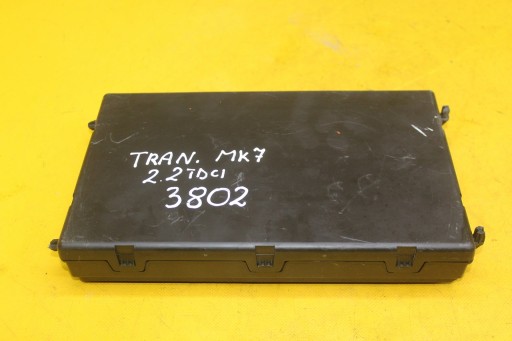 TRAN. MK7
2.2TDCI
3802